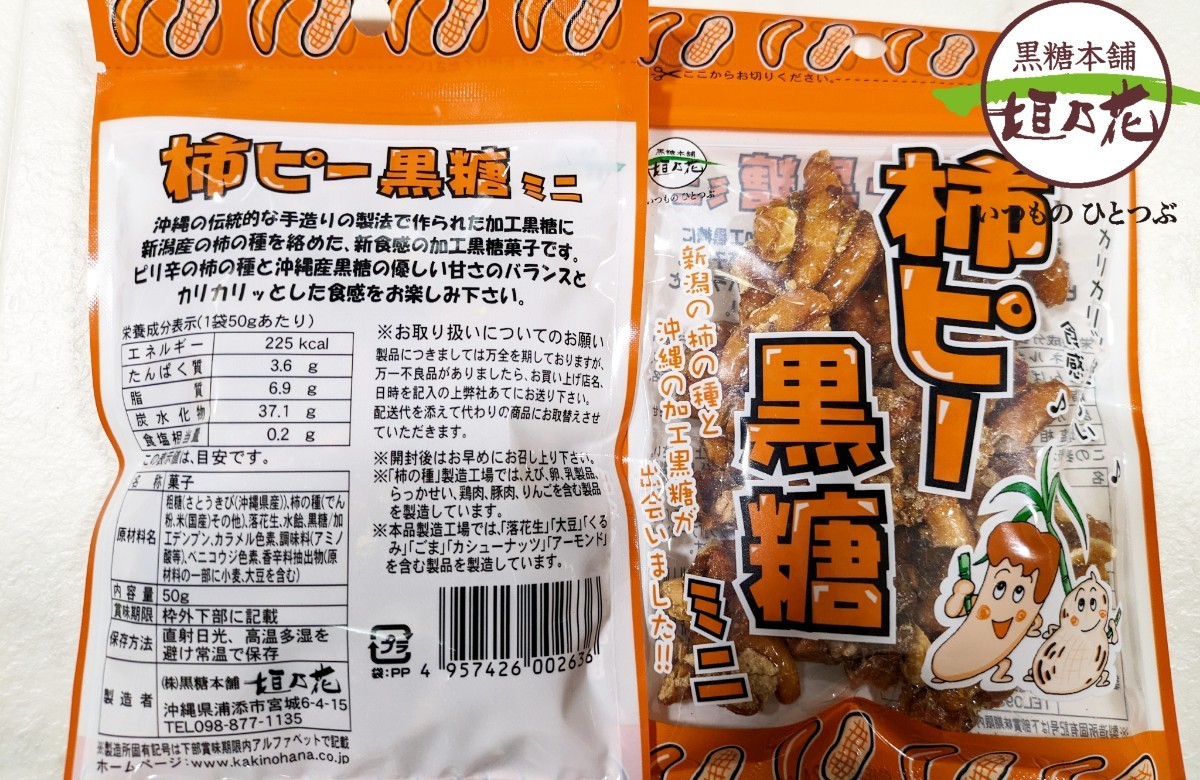 柿ピー黒糖ミニ
沖縄の伝統的な手造りの製法で作られた加工黒糖に
新潟産の柿の種を絡めた、新食感の加工黒糖菓子です。
ピリ辛の柿の種と沖縄産黒糖の優しい甘さのバランスと
カリカリッとした食感をお楽しみ下さい。
栄養成分表示(1袋50gあたり)
エネルギー 225 kcal
たんぱく質 3.6 g
脂質 6.9 g
炭水化物 37.1 g
食塩相当量 0.2 g
この表示値は、目安です。
名称 菓子
原材料名 粗糖(さとうきび(沖縄県産))、柿の種(でん
粉、米(国産)その他)、落花生、水飴、黒糖/加
工デンプン、カラメル色素、調味料(アミノ
酸等)、ベニコウジ色素、香辛料抽出物(原
材料の一部に小麦、大豆を含む)
内容量 50g
賞味期限 枠外下部に記載
保存方法 直射日光、高温多湿を
避け常温で保存
製造者 (株)黒糖本舗 垣乃花
沖縄県浦添市宮城6-4-15
TEL098-877-1135
※製造所固有記号は下部賞味期限内アルファベットで記載
ホームページ:www.kakinohana.co.jp
※お取り扱いについてのお願い
製品につきましては万全を期しておりますが、
万一不良品がありましたら、お買い上げ店名、
日時を記入の上弊社あてにお送り下さい。
配送代を添えて代わりの商品にお取替えさせ
ていただきます。
※開封後はお早めにお召し上り下さい。
※「柿の種」製造工場では、えび、卵、乳製品、
らっかせい、鶏肉、豚肉、りんごを含む製品
を製造しています。
※本品製造工場では、「落花生」「大豆」「くる
み」「ごま」「カシューナッツ」「アーモンド」
を含む製品を製造しています。
プラ
袋:PP
4 957426 002636
ここからお切りください。
黒糖本舗
垣乃花
いつもの ひとつぶ
黒糖本舗
垣乃花
いつもの ひとつぶ
柿ピー
黒糖
ミニ
新潟の柿の種と
沖縄の加工黒糖が
出会いました!!
カリカリッ
食感